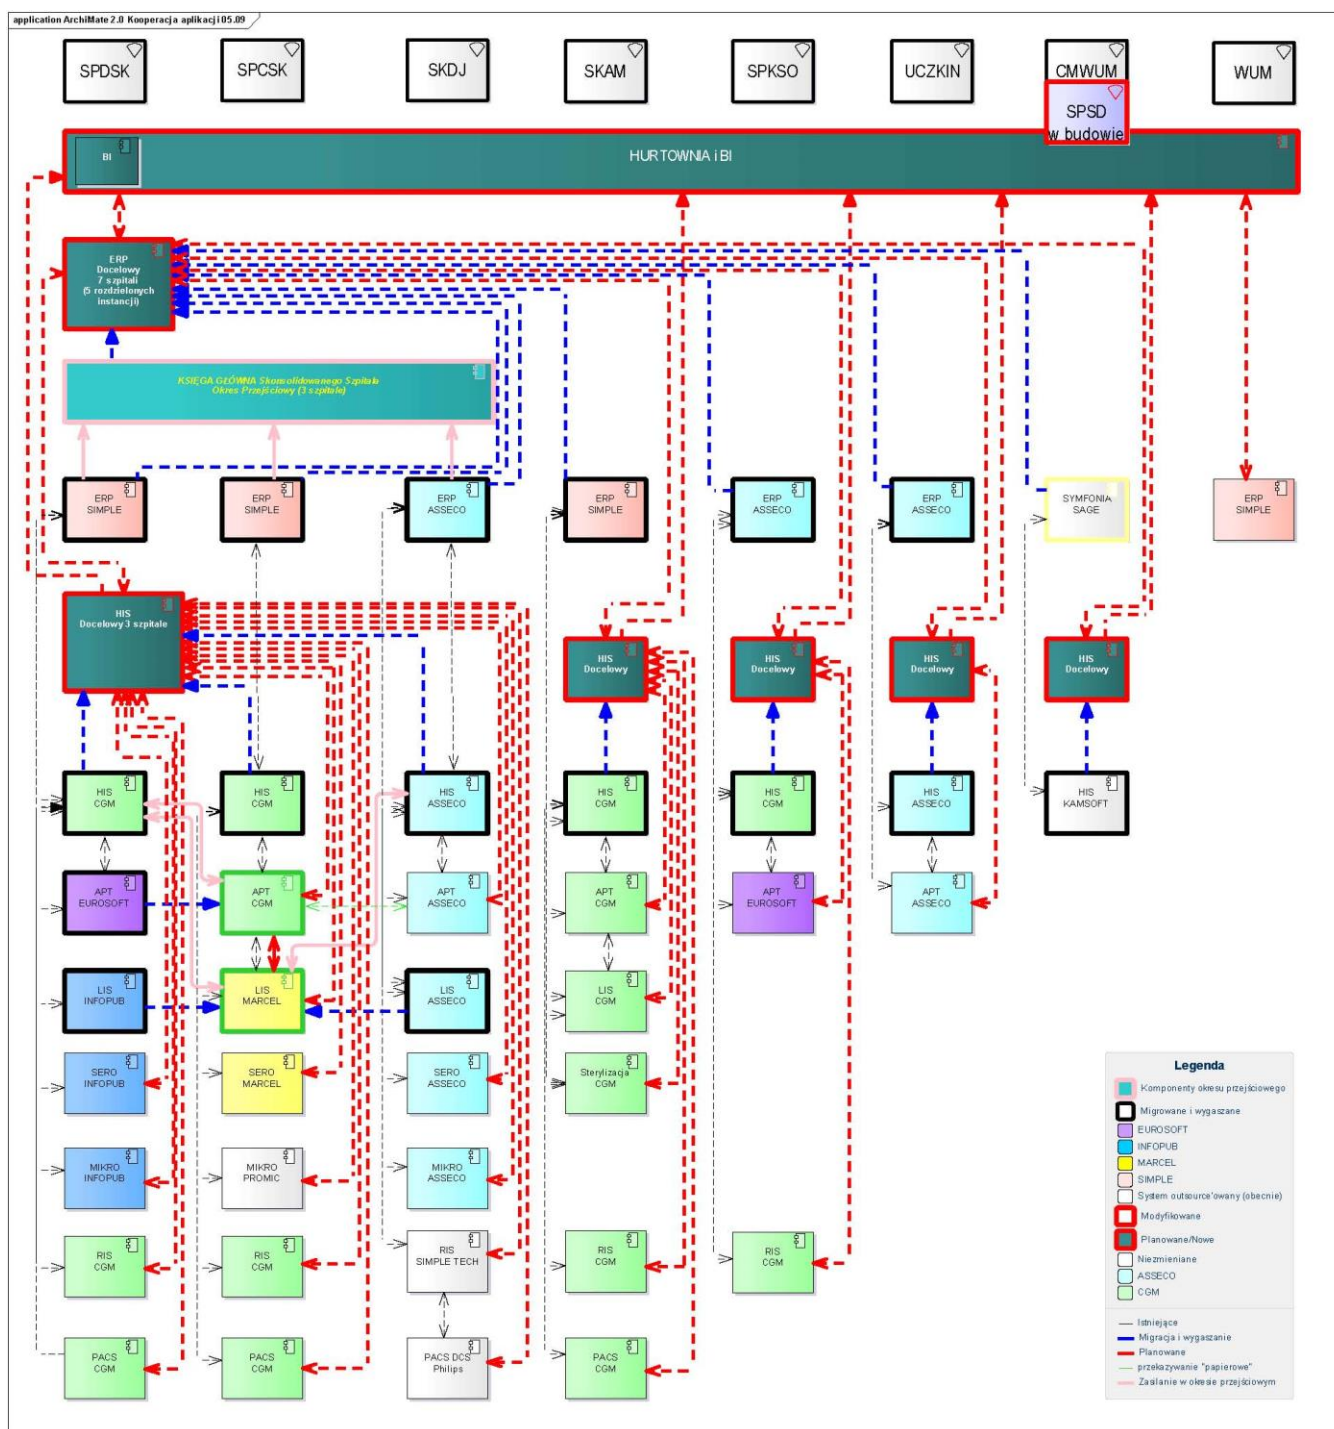 application ArchiMate 2.0 Kooperacja aplikacji 05.09
SPDSK
SPCSK
SKDJ
SKAM
SPKSO
UCZKIN
CMWUM
WUM
SPSD
w budowie
BI
HURTOWNIA i BI
ERP
Docelowy
7 szpitali
(5 rozdzielonych
instancji)
KSIĘGA GŁÓWNA Skonsolidowanego Szpitala
Okres Przejściowy (3 szpitale)
ERP
SIMPLE
ERP
SIMPLE
ERP
ASSECO
ERP
SIMPLE
ERP
ASSECO
ERP
ASSECO
SYMFONIA
SAGE
ERP
SIMPLE
HIS
Docelowy 3 szpitale
HIS
Docelowy
HIS
Docelowy
HIS
Docelowy
HIS
Docelowy
HIS
CGM
HIS
CGM
HIS
ASSECO
HIS
CGM
HIS
CGM
HIS
ASSECO
HIS
KAMSOFT
APT
EUROSOFT
APT
CGM
APT
ASSECO
APT
CGM
APT
EUROSOFT
APT
ASSECO
LIS
INFOPUB
LIS
MARCEL
LIS
ASSECO
LIS
CGM
SERO
INFOPUB
SERO
MARCEL
SERO
ASSECO
Sterylizacja
CGM
MIKRO
INFOPUB
MIKRO
PROMIC
MIKRO
ASSECO
RIS
CGM
RIS
CGM
RIS
SIMPLE TECH
RIS
CGM
RIS
CGM
PACS
CGM
PACS
CGM
PACS DCS
Philips
PACS
CGM
Legenda
Komponenty okresu przejściowego
Migrowane i wygaszane
EUROSOFT
INFOPUB
MARCEL
SIMPLE
System outsource'owany (obecnie)
Modyfikowane
Planowane/Nowe
Niezmieniane
ASSECO
CGM
Istniejące
Migracja i wygaszanie
Planowane
przekazywanie "papierowe"
Zasilanie w okresie przejściowym